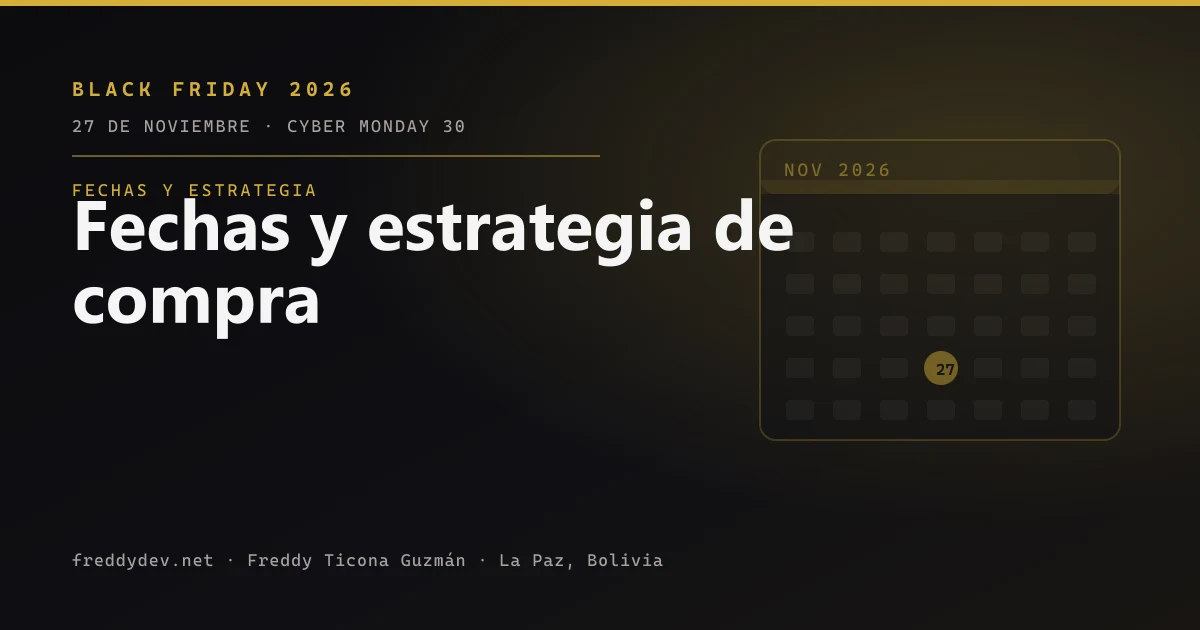 BLACK FRIDAY 2026
27 DE NOVIEMBRE · CYBER MONDAY 30
FECHAS Y ESTRATEGIA
Fechas y estrategia de
compra
NOV 2026
27
freddydev.net · Freddy Ticona Guzmán · La Paz, Bolivia